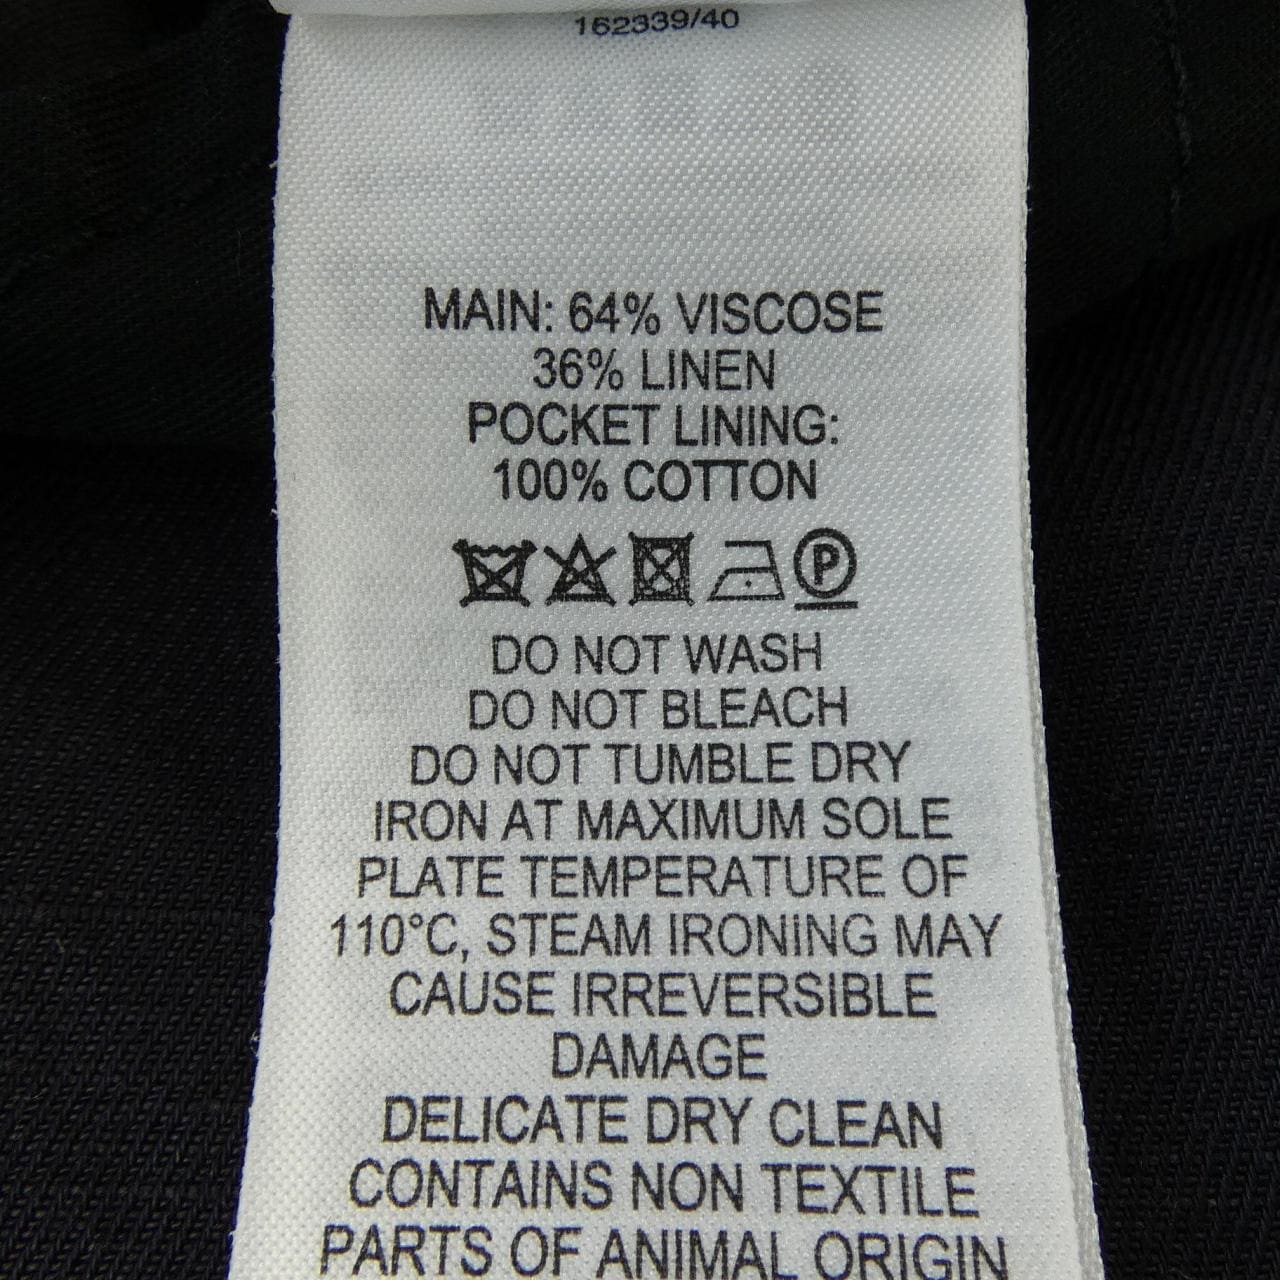 162339/40
MAIN: 64% VISCOSE
36% LINEN
POCKET LINING:
100% COTTON
P
DO NOT WASH
DO NOT BLEACH
DO NOT TUMBLE DRY
IRON AT MAXIMUM SOLE
PLATE TEMPERATURE OF
110°C, STEAM IRONING MAY
CAUSE IRREVERSIBLE
DAMAGE
DELICATE DRY CLEAN
CONTAINS NON TEXTILE
PARTS OF ANIMAL ORIGIN